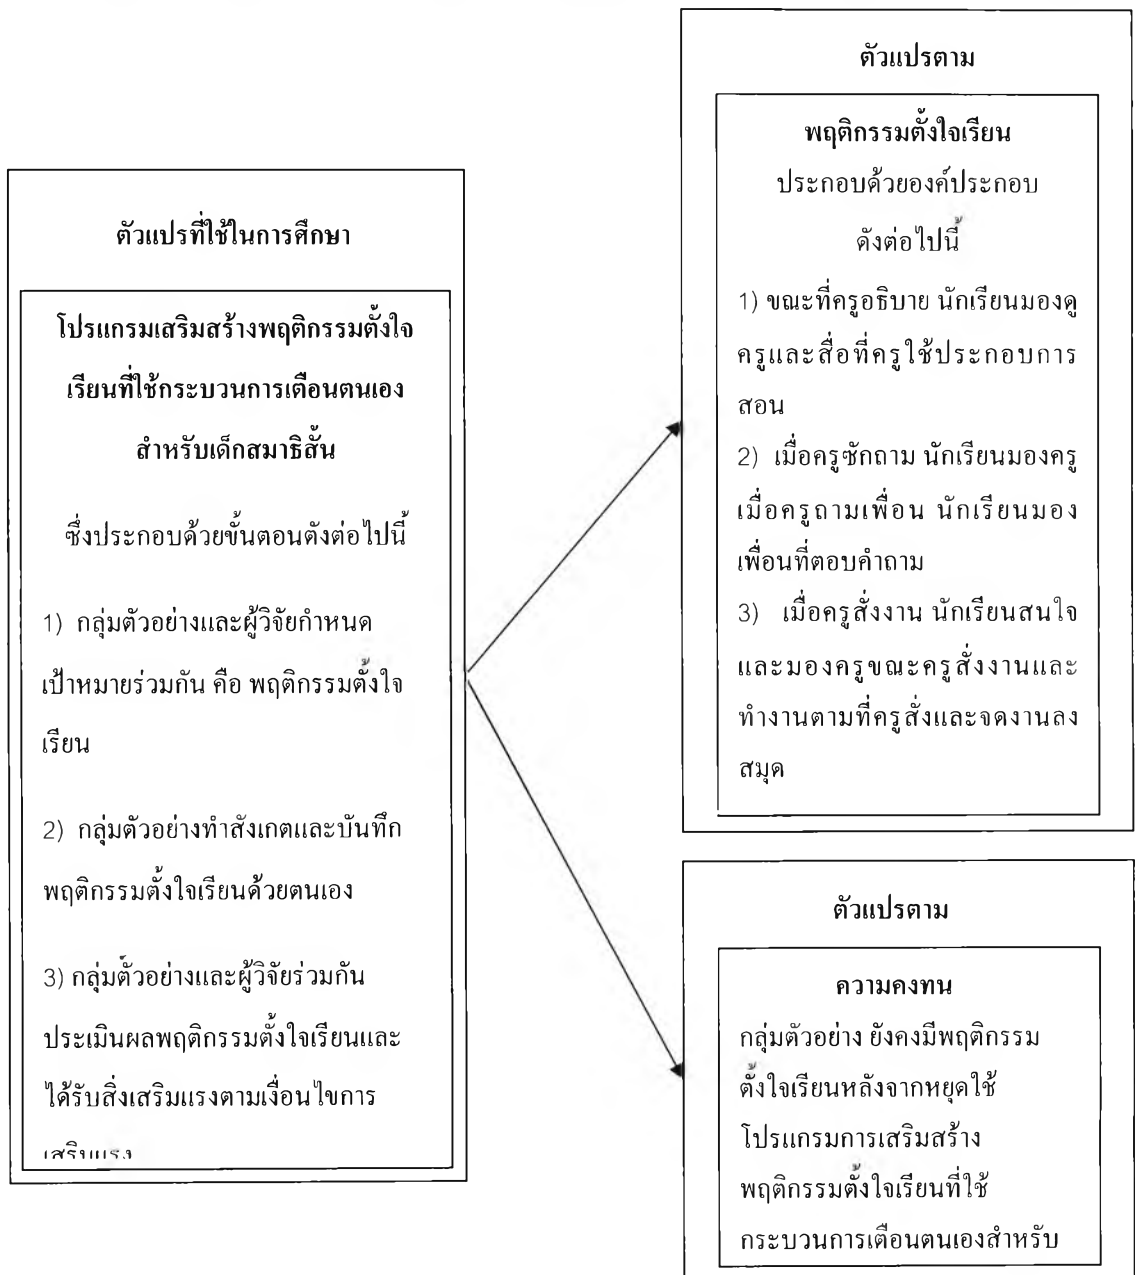 ตัวแปรที่ใช้ในการศึกษา
โปรแกรมเสริมสร้างพฤติกรรมตั้งใจ
เรียนที่ใช้กระบวนการเตือนตนเอง
สำหรับเด็กสมาธิสั้น
ซึ่งประกอบด้วยขั้นตอนดังต่อไปนี้
1) กลุ่มตัวอย่างและผู้วิจัยกำหนด
เป้าหมายร่วมกัน คือ พฤติกรรมตั้งใจ
เรียน
2) กลุ่มตัวอย่างทำสังเกตและบันทึก
พฤติกรรมตั้งใจเรียนด้วยตนเอง
3) กลุ่มตัวอย่างและผู้วิจัยร่วมกัน
ประเมินผลพฤติกรรมตั้งใจเรียนและ
ได้รับสิ่งเสริมแรงตามเงื่อนไขการ
เสริมแรง
ตัวแปรตาม
พฤติกรรมตั้งใจเรียน
ประกอบด้วยองค์ประกอบ
ดังต่อไปนี้
1) ขณะที่ครูอธิบาย นักเรียนมองดู
ครูและสื่อที่ครูใช้ประกอบการ
สอน
2) เมื่อครูซักถาม นักเรียนมองครู
เมื่อครูถามเพื่อน นักเรียนมอง
เพื่อนที่ตอบคำถาม
3) เมื่อครูสั่งงาน นักเรียนสนใจ
และมองครูขณะครูสั่งงานและ
ทำงานตามที่ครูสั่งและจดงานลง
สมุด
ตัวแปรตาม
ความคงทน
กลุ่มตัวอย่าง ยังคงมีพฤติกรรม
ตั้งใจเรียนหลังจากหยุดใช้
โปรแกรมการเสริมสร้าง
พฤติกรรมตั้งใจเรียนที่ใช้
กระบวนการเตือนตนเองสำหรับ